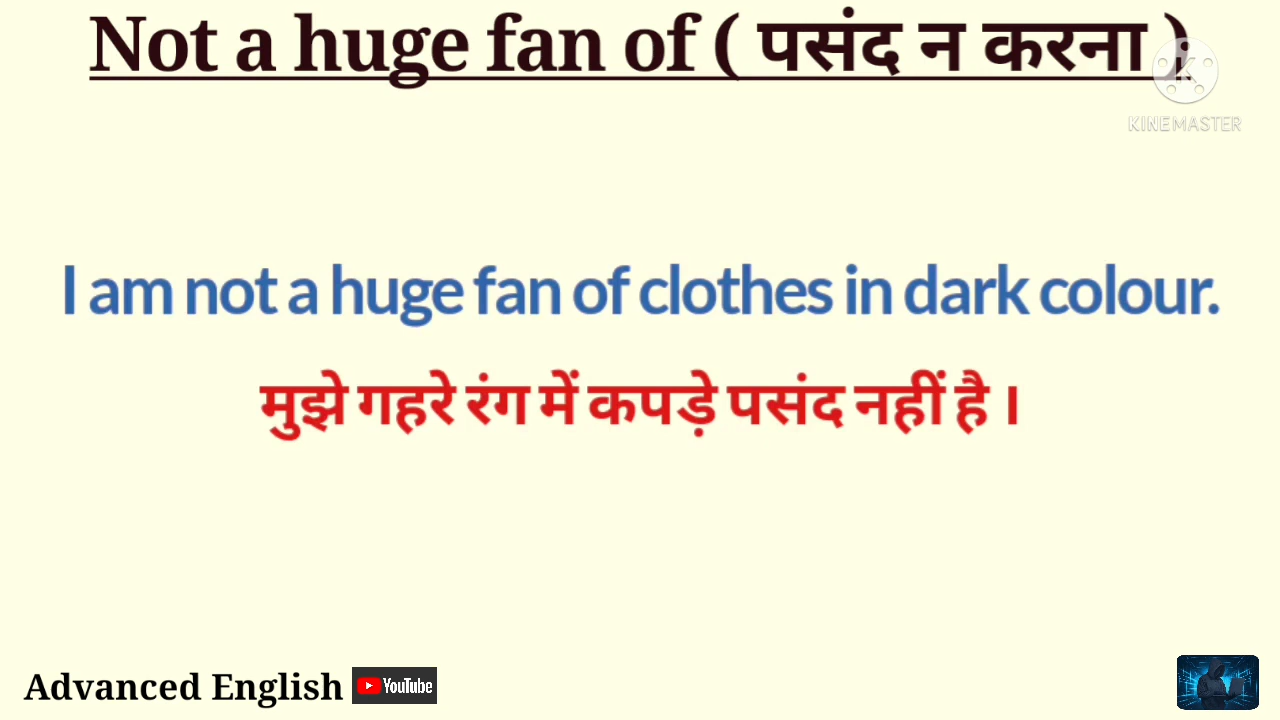 Not a huge fan of ( पसंद न करना )
KINEMASTER
I am not a huge fan of clothes in dark colour.
मुझे गहरे रंग में कपड़े पसंद नहीं है ।
Advanced English YouTube